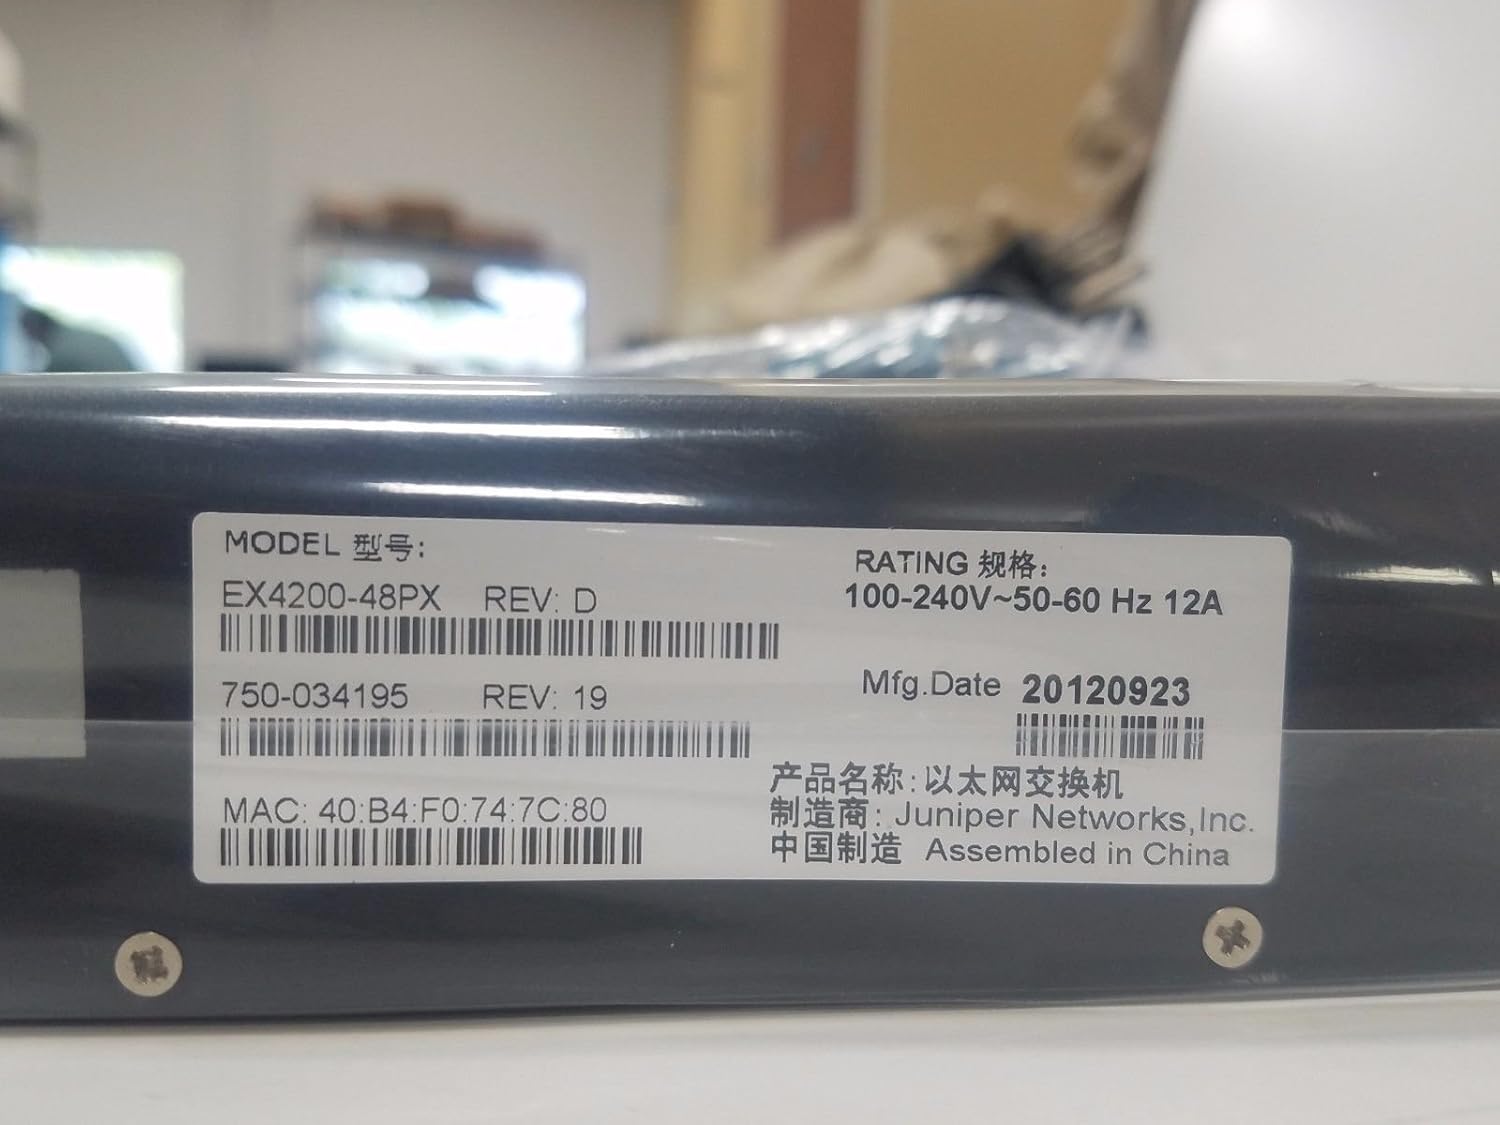 MODEL 型号:
EX4200-48PX REV: D
750-034195 REV: 19
MAC: 40:B4:F0:74:7C:80
RATING 规格:
100-240V~50-60 Hz 12A
Mfg.Date 20120923
产品名称:以太网交换机
制造商: Juniper Networks,Inc.
中国制造 Assembled in China